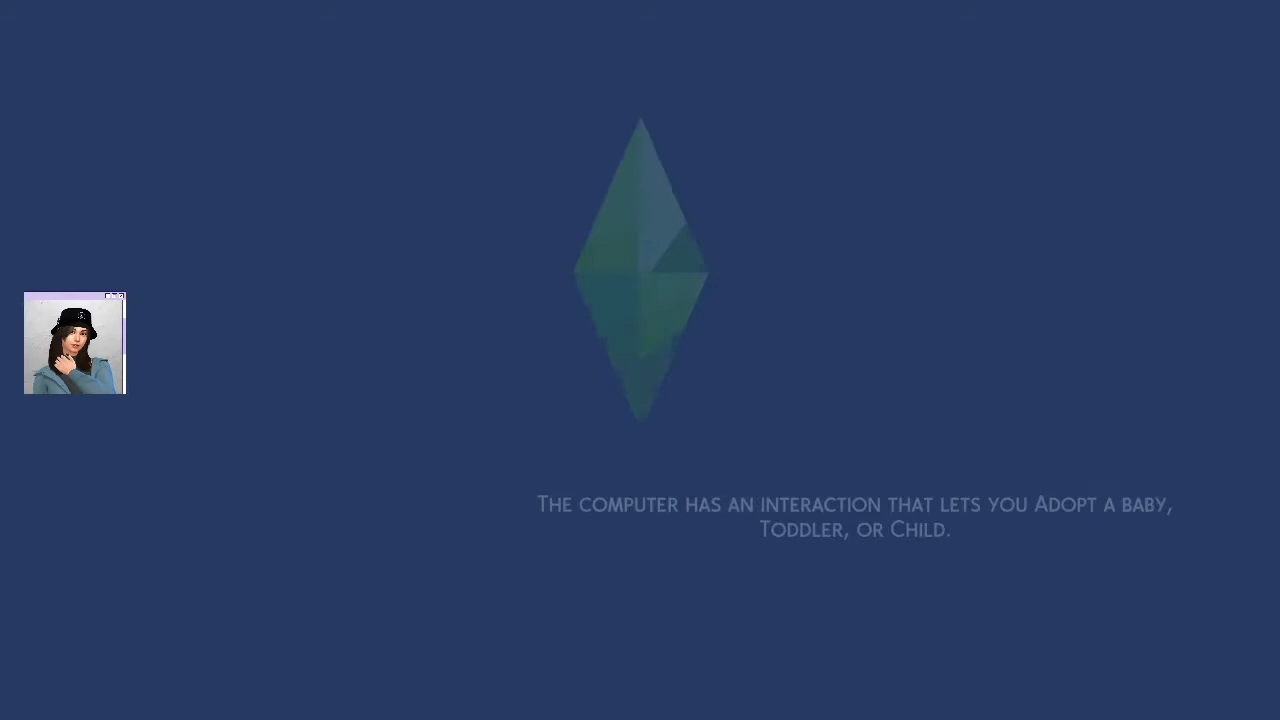 The computer has an interaction that lets you Adopt a baby,
Toddler, or Child.